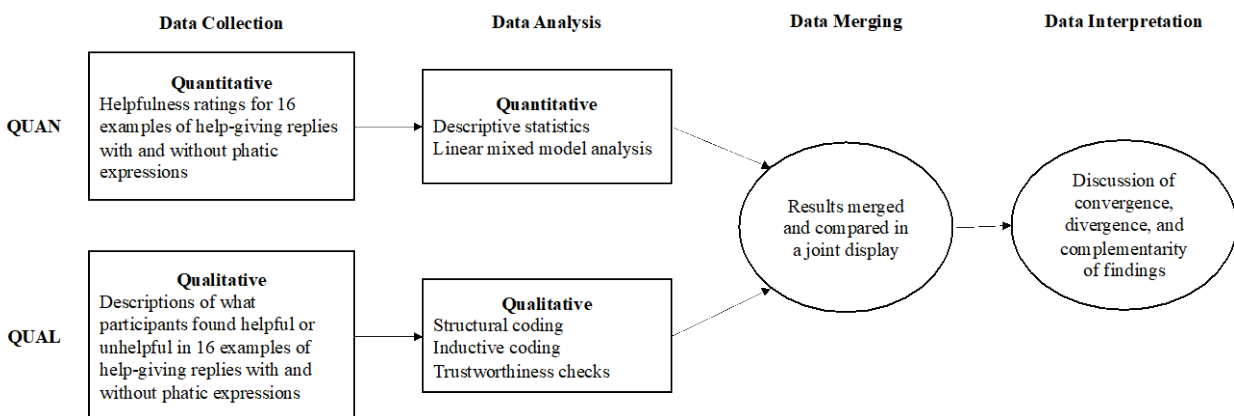 Data Collection
Data Analysis
Data Merging
Data Interpretation
QUAN
Quantitative
Helpfulness ratings for 16
examples of help-giving replies
with and without phatic
expressions
Quantitative
Descriptive statistics
Linear mixed model analysis
QUAL
Qualitative
Descriptions of what
participants found helpful or
unhelpful in 16 examples of
help-giving replies with and
without phatic expressions
Qualitative
Structural coding
Inductive coding
Trustworthiness checks
Results merged
and compared in
a joint display
Discussion of
convergence,
divergence, and
complementarity
of findings